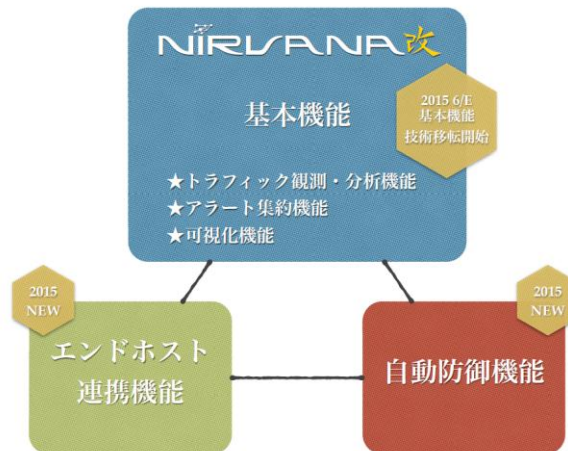 NIRVANA改
基本機能
2015 6/E
基本機能
技術移転開始
★トラフィック観測・分析機能
★アラート集約機能
★可視化機能
2015
NEW
エンドホスト
連携機能
2015
NEW
自動防御機能